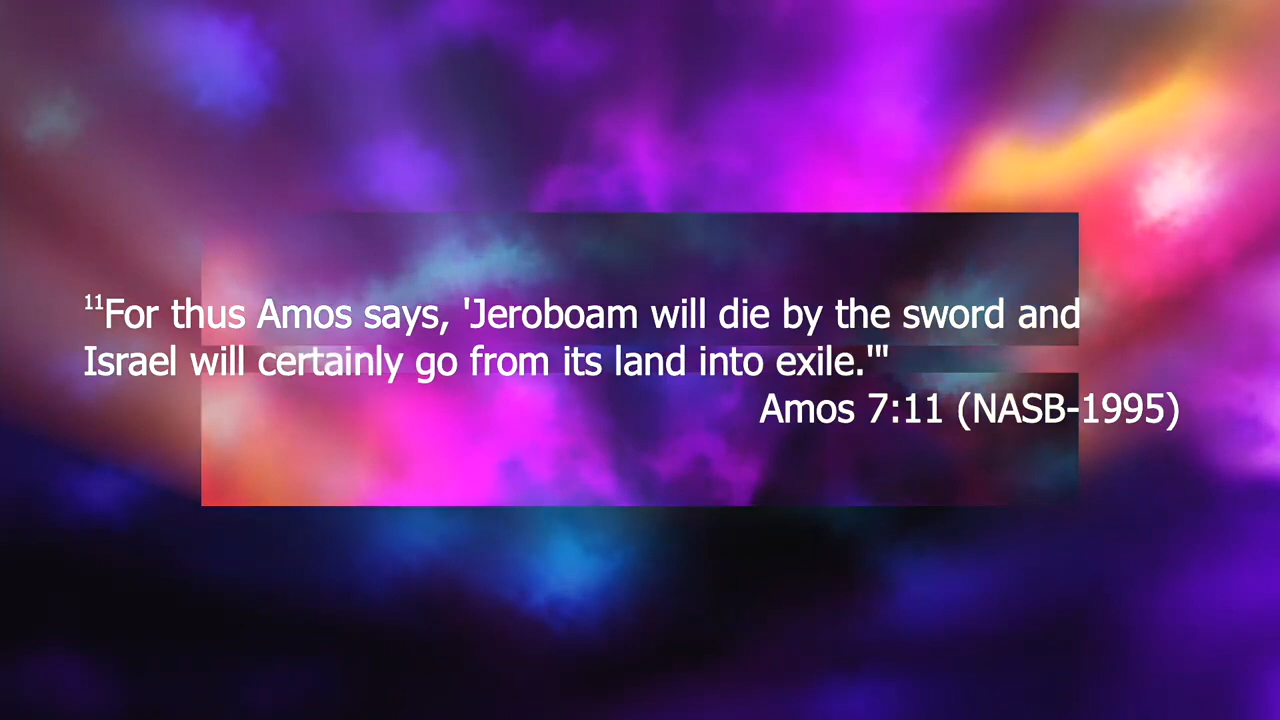 11For thus Amos says, 'Jeroboam will die by the sword and
Israel will certainly go from its land into exile.'"
Amos 7:11 (NASB-1995)